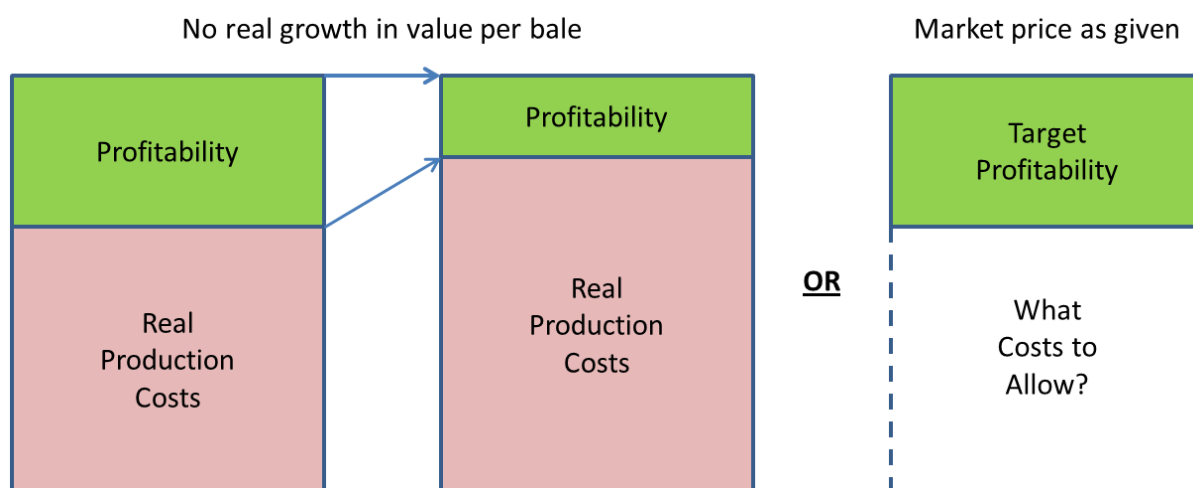 No real growth in value per bale
Market price as given
Profitability
Profitability
Target
Profitability
Real
Production
Costs
Real
Production
Costs
OR
What
Costs to
Allow?